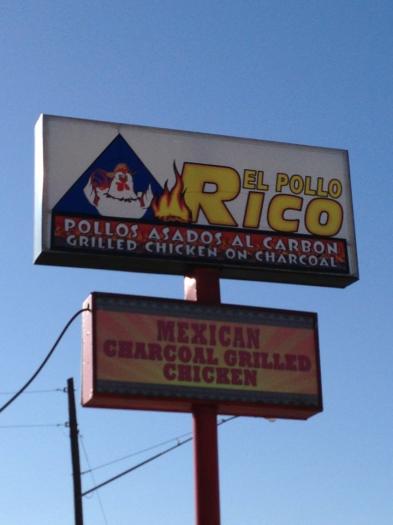 EL POLLO
RICO
POLLOS ASADOS AL CARBON
GRILLED CHICKEN ON CHARCOAL
MEXICAN
CHARCOAL GRILLED
CHICKEN